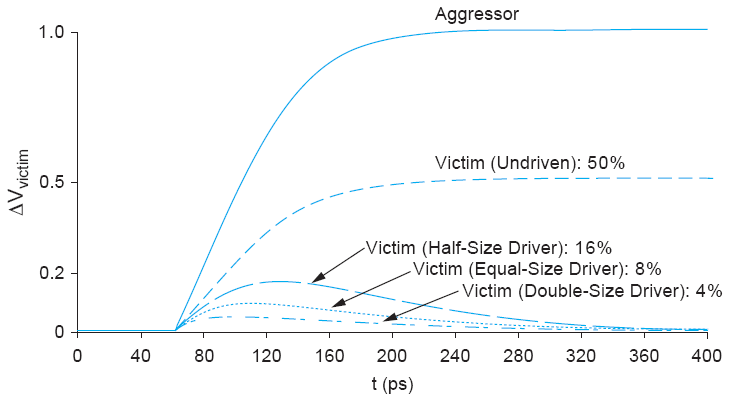 Aggressor
1.0
Victim (Undriven): 50%
0.5
ΔVvictim
Victim (Half-Size Driver): 16%
Victim (Equal-Size Driver): 8%
0.2
Victim (Double-Size Driver): 4%
0
0 40 80 120 160 200 240 280 320 360 400
t (ps)